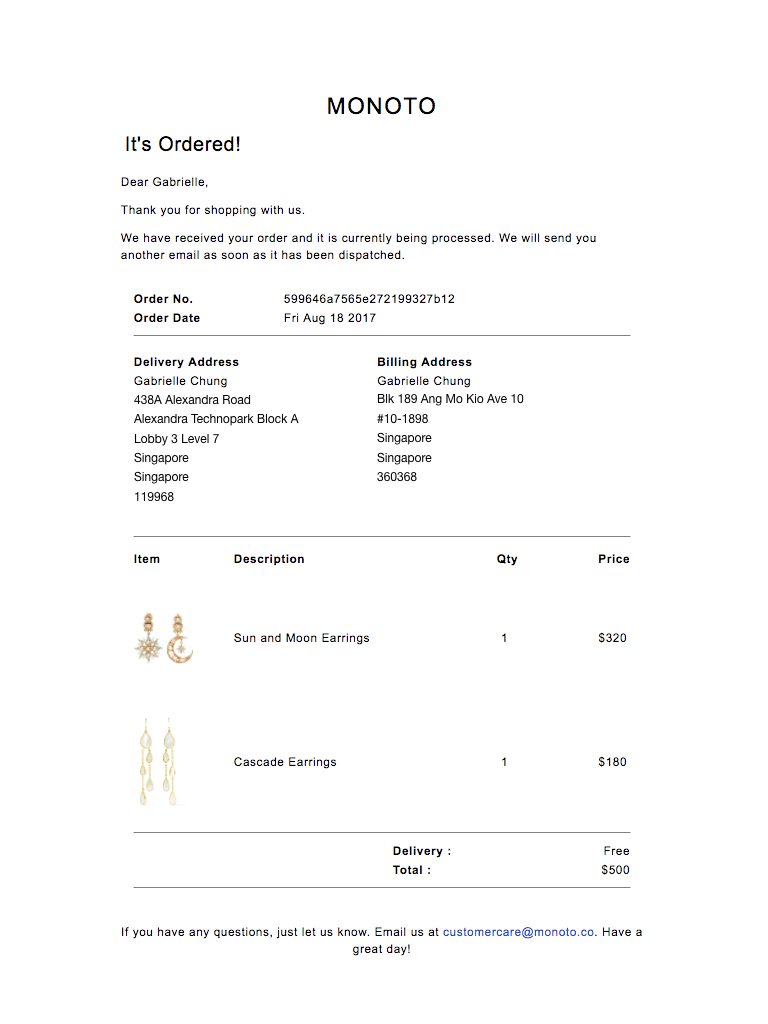 MONOTO
It's Ordered!
Dear Gabrielle,
Thank you for shopping with us.
We have received your order and it is currently being processed. We will send you
another email as soon as it has been dispatched.
Order No. 599646a7565e272199327b12
Order Date Fri Aug 18 2017
Delivery Address
Gabrielle Chung
438A Alexandra Road
Alexandra Technopark Block A
Lobby 3 Level 7
Singapore
Singapore
119968
Billing Address
Gabrielle Chung
Blk 189 Ang Mo Kio Ave 10
#10-1898
Singapore
Singapore
360368
Item Description Qty Price
Sun and Moon Earrings 1 $320
Cascade Earrings 1 $180
Delivery : Free
Total : $500
If you have any questions, just let us know. Email us at customercare@monoto.co. Have a
great day!